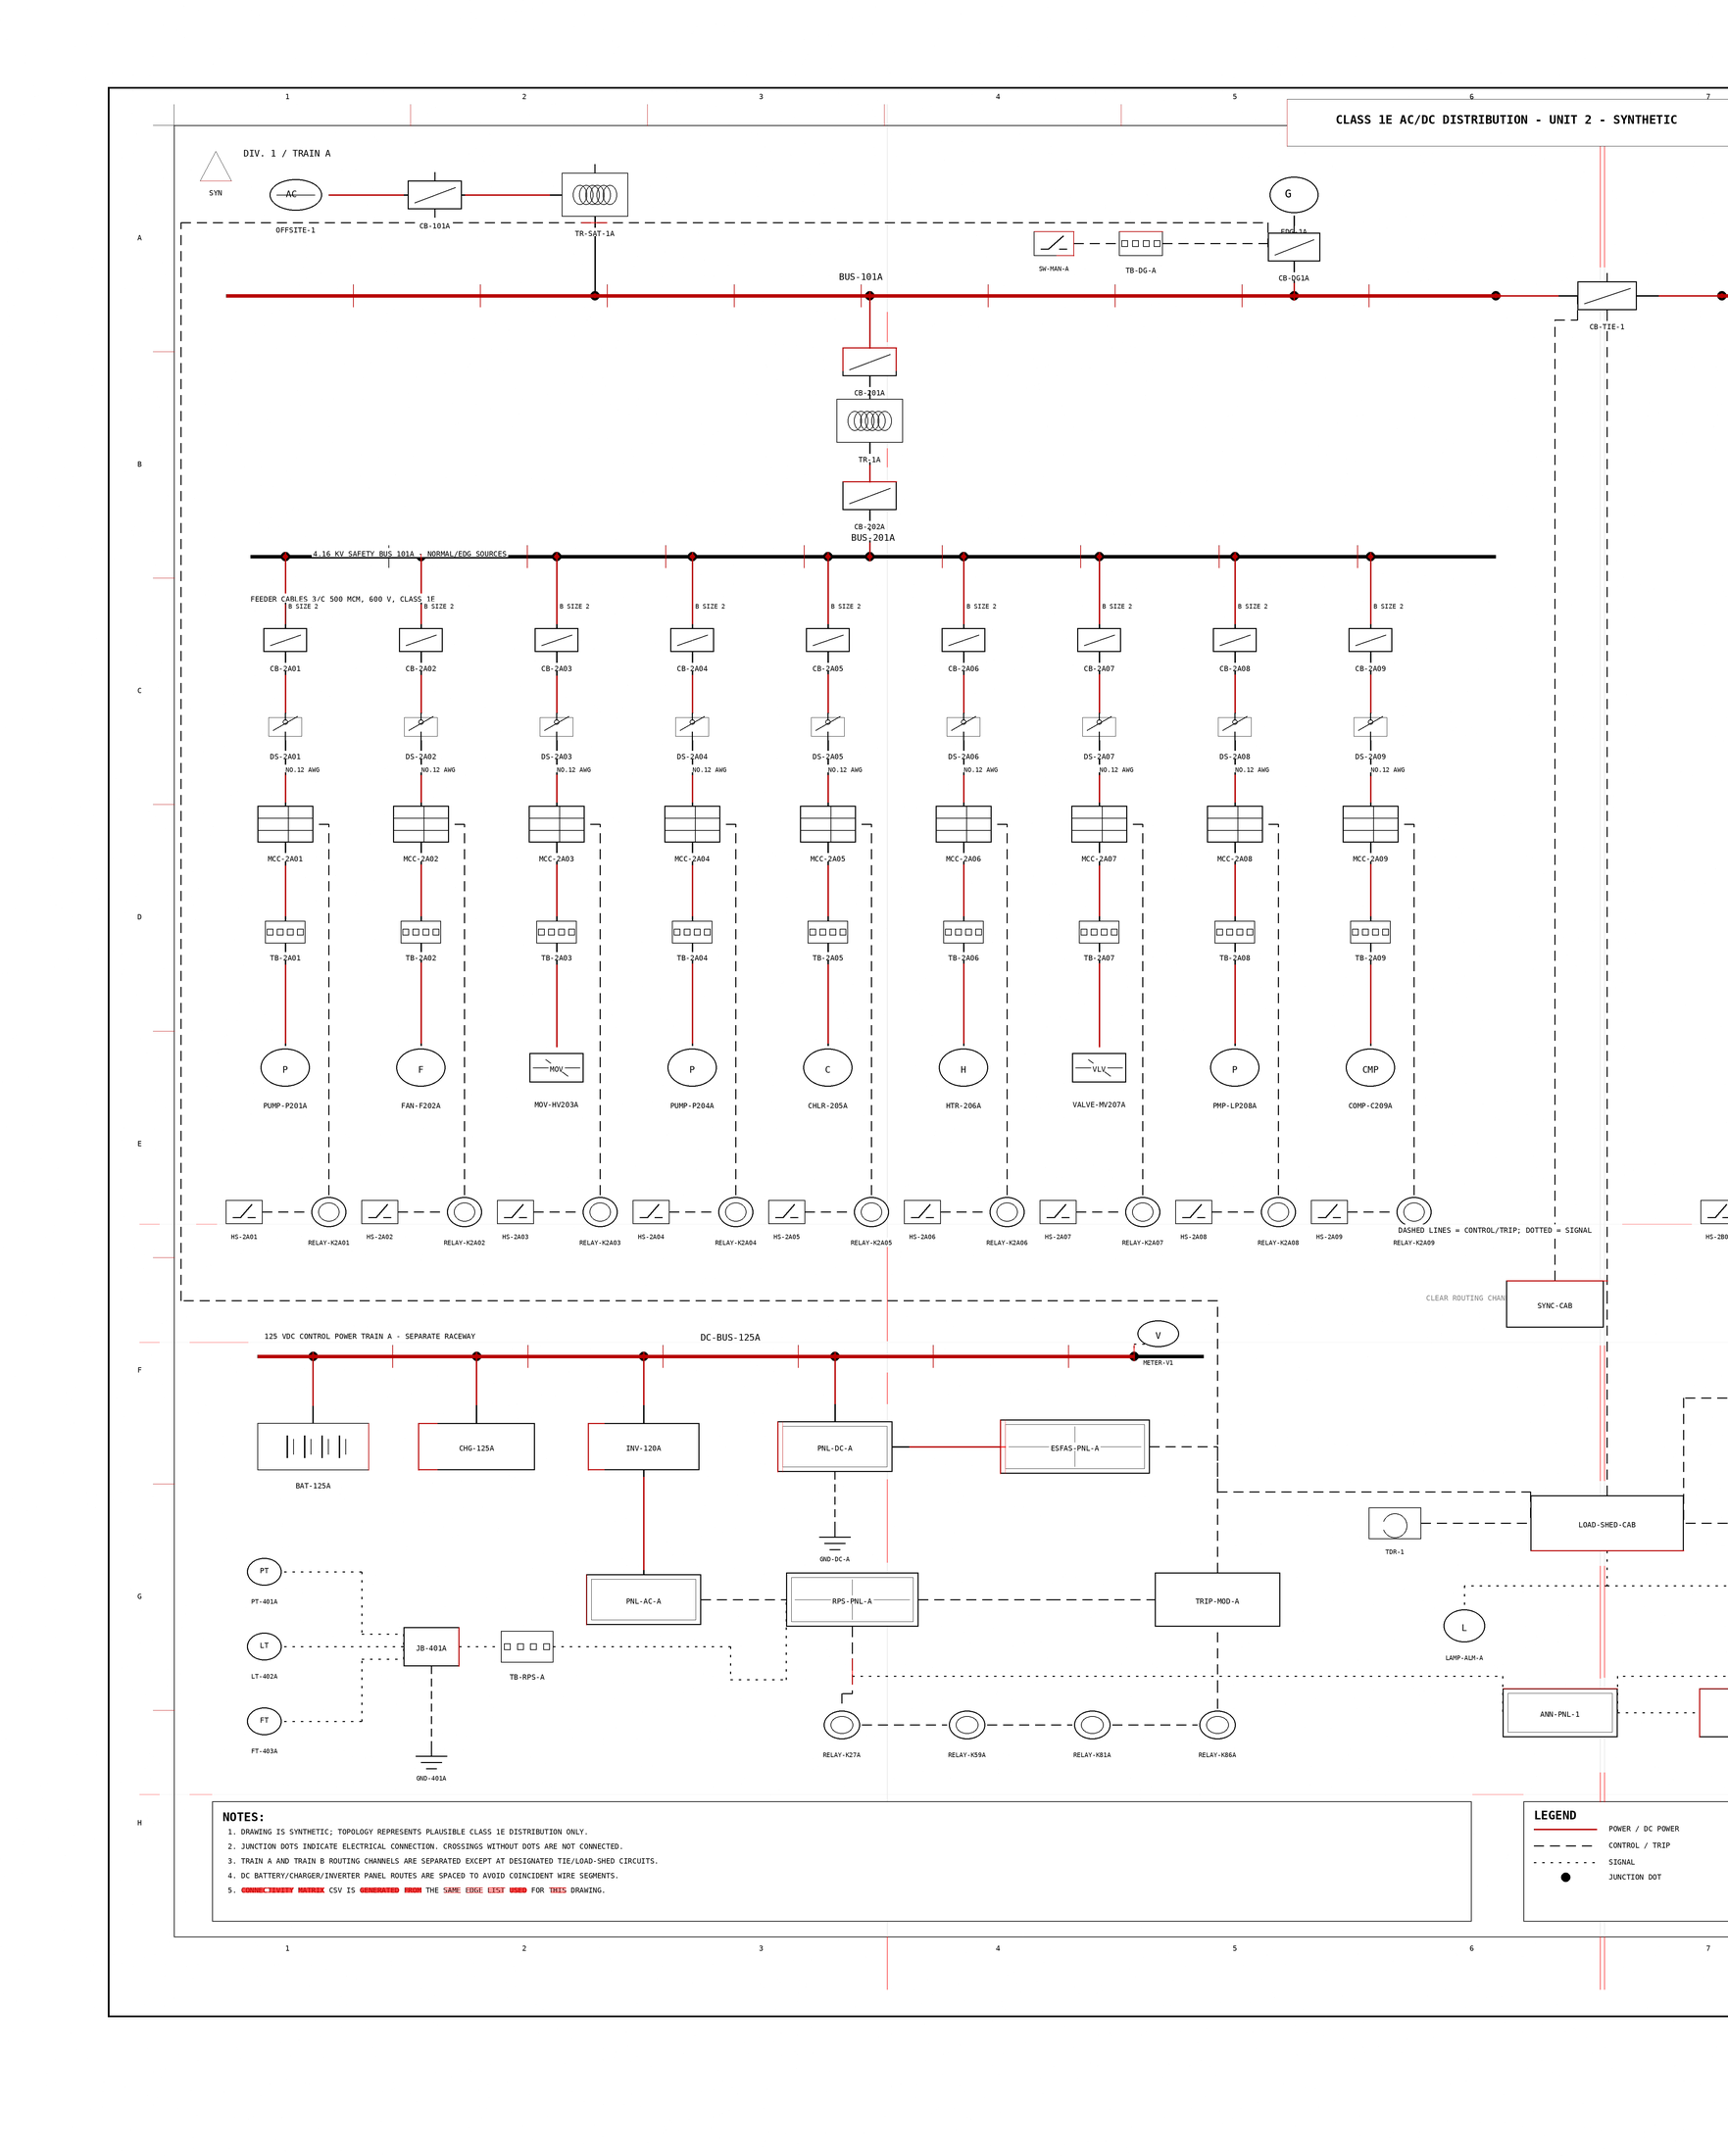 1 2 3 4 5 6 7
CLASS 1E AC/DC DISTRIBUTION - UNIT 2 - SYNTHETIC
DIV. 1 / TRAIN A
SYN
AC
OFFSITE-1
CB-101A
TR-SAT-1A
G
EDG-1A
A
SW-MAN-A
TB-DG-A
CB-DG1A
BUS-101A
CB-TIE-1
CB-201A
TR-1A
B
CB-202A
BUS-201A
4.16 KV SAFETY BUS 101A - NORMAL/EDG SOURCES
FEEDER CABLES 3/C 500 MCM, 600 V, CLASS 1E
B SIZE 2 B SIZE 2 B SIZE 2 B SIZE 2 B SIZE 2 B SIZE 2 B SIZE 2 B SIZE 2 B SIZE 2
CB-2A01 CB-2A02 CB-2A03 CB-2A04 CB-2A05 CB-2A06 CB-2A07 CB-2A08 CB-2A09
C
DS-2A01 DS-2A02 DS-2A03 DS-2A04 DS-2A05 DS-2A06 DS-2A07 DS-2A08 DS-2A09
NO.12 AWG NO.12 AWG NO.12 AWG NO.12 AWG NO.12 AWG NO.12 AWG NO.12 AWG NO.12 AWG NO.12 AWG
MCC-2A01 MCC-2A02 MCC-2A03 MCC-2A04 MCC-2A05 MCC-2A06 MCC-2A07 MCC-2A08 MCC-2A09
D
TB-2A01 TB-2A02 TB-2A03 TB-2A04 TB-2A05 TB-2A06 TB-2A07 TB-2A08 TB-2A09
P F MOV P C H VLV P CMP
PUMP-P201A FAN-F202A MOV-HV203A PUMP-P204A CHLR-205A HTR-206A VALVE-MV207A PMP-LP208A COMP-C209A
E
DASHED LINES = CONTROL/TRIP; DOTTED = SIGNAL
HS-2A01 RELAY-K2A01 HS-2A02 RELAY-K2A02 HS-2A03 RELAY-K2A03 HS-2A04 RELAY-K2A04 HS-2A05 RELAY-K2A05 HS-2A06 RELAY-K2A06 HS-2A07 RELAY-K2A07 HS-2A08 RELAY-K2A08 HS-2A09 RELAY-K2A09
CLEAR ROUTING
SYNC-CAB
125 VDC CONTROL POWER TRAIN A - SEPARATE RACEWAY
DC-BUS-125A
V
METER-V1
F
CHG-125A
INV-120A
PNL-DC-A
ESFAS-PNL-A
BAT-125A
LOAD-SHED-CAB
TDR-1
GND-DC-A
PT
PT-401A
G
PNL-AC-A
RPS-PNL-A
TRIP-MOD-A
L
LAMP-ALM-A
LT
LT-402A
JB-401A
TB-RPS-A
FT
FT-403A
ANN-PNL-1
GND-401A
RELAY-K27A
RELAY-K59A
RELAY-K81A
RELAY-K86A
H
NOTES:
1. DRAWING IS SYNTHETIC; TOPOLOGY REPRESENTS PLAUSIBLE CLASS 1E DISTRIBUTION ONLY.
2. JUNCTION DOTS INDICATE ELECTRICAL CONNECTION. CROSSINGS WITHOUT DOTS ARE NOT CONNECTED.
3. TRAIN A AND TRAIN B ROUTING CHANNELS ARE SEPARATED EXCEPT AT DESIGNATED TIE/LOAD-SHED CIRCUITS.
4. DC BATTERY/CHARGER/INVERTER PANEL ROUTES ARE SPACED TO AVOID COINCIDENT WIRE SEGMENTS.
5. CONNECTIVITY MATRIX CSV IS GENERATED FROM THE SAME EDGE LIST USED FOR THIS DRAWING.
LEGEND
POWER / DC POWER
CONTROL / TRIP
SIGNAL
JUNCTION DOT
1 2 3 4 5 6 7